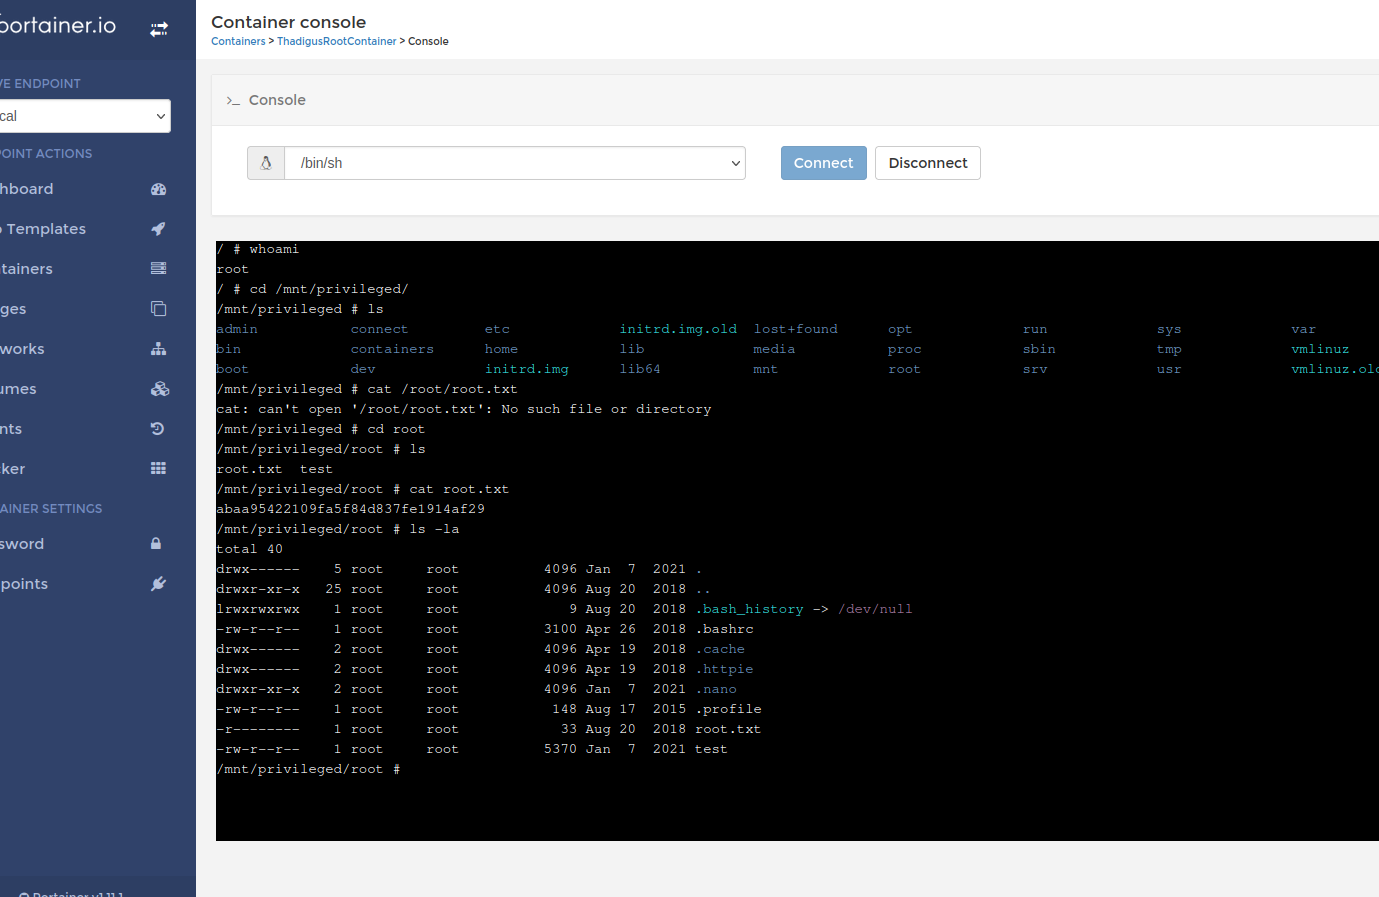 portainer.io
Container console
Containers > ThadigusRootContainer > Console
VE ENDPOINT
cal
POINT ACTIONS
hboard
Templates
tainers
ges
works
umes
nts
ker
AINER SETTINGS
sword
points
>_ Console
/bin/sh
Connect
Disconnect
/ # whoami
root
/ # cd /mnt/privileged/
/mnt/privileged # ls
admin connect etc initrd.img.old lost+found opt run sys var
bin containers home lib media proc sbin tmp vmlinuz
boot dev initrd.img lib64 mnt root srv usr vmlinuz.old
/mnt/privileged # cat /root/root.txt
cat: can't open '/root/root.txt': No such file or directory
/mnt/privileged # cd root
/mnt/privileged/root # ls
root.txt test
/mnt/privileged/root # cat root.txt
abaa95422109fa5f84d837fe1914af29
/mnt/privileged/root # ls -la
total 40
drwx------ 5 root root 4096 Jan 7 2021 .
drwxr-xr-x 25 root root 4096 Aug 20 2018 ..
lrwxrwxrwx 1 root root 9 Aug 20 2018 .bash_history -> /dev/null
-rw-r--r-- 1 root root 3100 Apr 26 2018 .bashrc
drwx------ 2 root root 4096 Apr 19 2018 .cache
drwx------ 2 root root 4096 Apr 19 2018 .httpie
drwxr-xr-x 2 root root 4096 Jan 7 2021 .nano
-rw-r--r-- 1 root root 148 Aug 17 2015 .profile
-r-------- 1 root root 33 Aug 20 2018 root.txt
-rw-r--r-- 1 root root 5370 Jan 7 2021 test
/mnt/privileged/root #